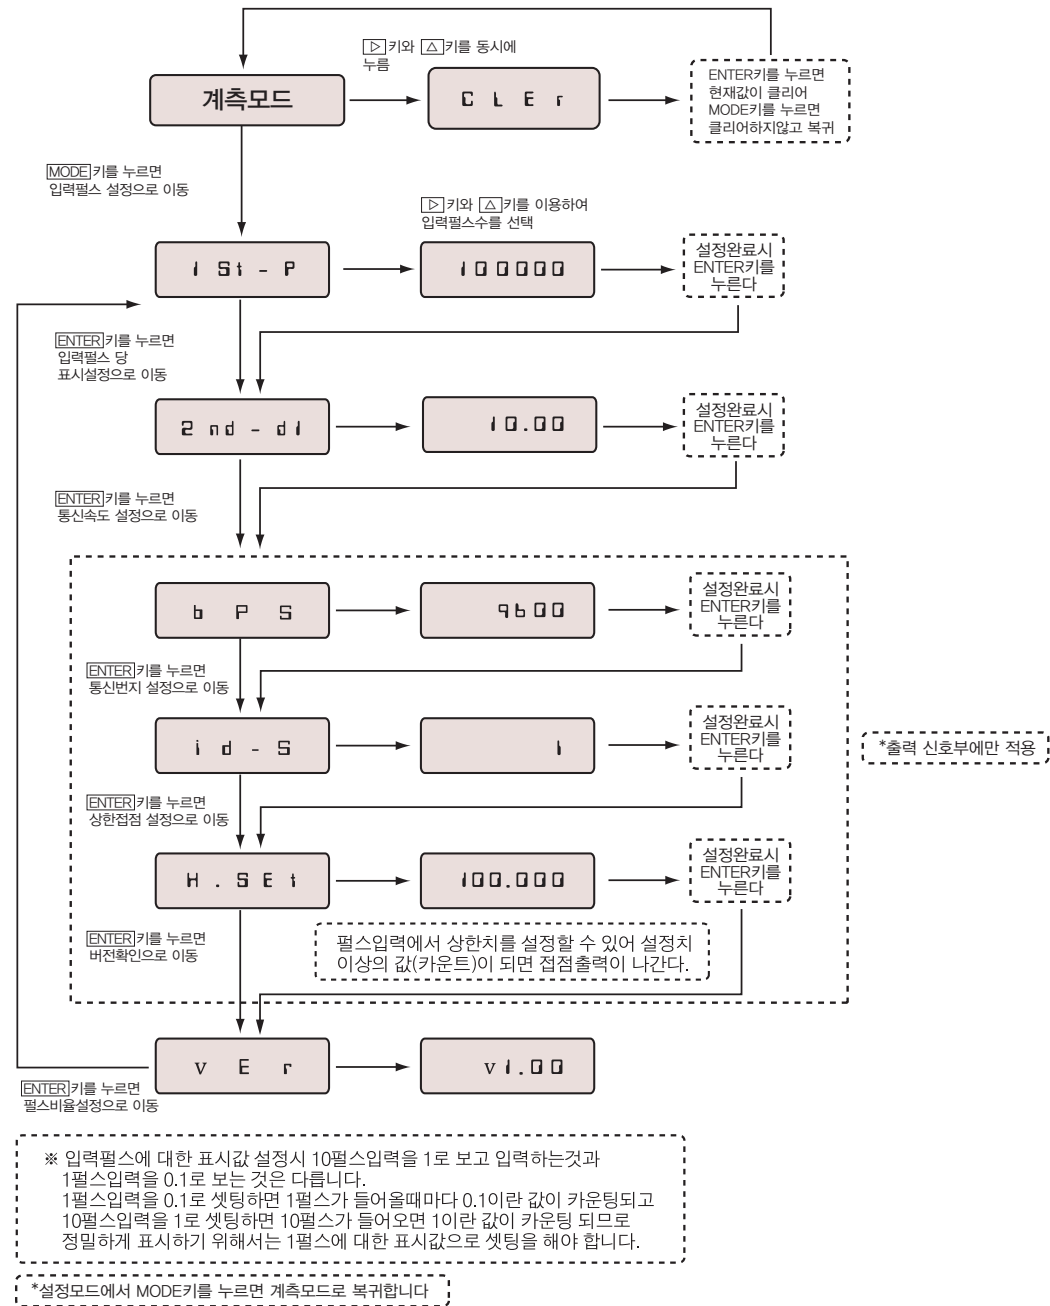 ▷키와 △키를 동시에
누름
계측모드
C L E r
ENTER키를 누르면
현재값이 클리어
MODE키를 누르면
클리어하지않고 복귀
MODE키를 누르면
입력펄스 설정으로 이동
▷키와 △키를 이용하여
입력펄스수를 선택
1 St - P
100000
설정완료시
ENTER키를
누른다
ENTER키를 누르면
입력펄스 당
표시설정으로 이동
2 nd - d1
10.00
설정완료시
ENTER키를
누른다
ENTER키를 누르면
통신속도 설정으로 이동
b P S
9600
설정완료시
ENTER키를
누른다
ENTER키를 누르면
통신번지 설정으로 이동
i d - S
1
설정완료시
ENTER키를
누른다
*출력 신호부에만 적용
ENTER키를 누르면
상한접점 설정으로 이동
H . S E t
100.000
설정완료시
ENTER키를
누른다
ENTER키를 누르면
버전확인으로 이동
펄스입력에서 상한치를 설정할 수 있어 설정치
이상의 값(카운트)이 되면 접점출력이 나간다.
v E r
v1.00
ENTER키를 누르면
펄스비율설정으로 이동
※ 입력펄스에 대한 표시값 설정시 10펄스입력을 1로 보고 입력하는것과
1펄스입력을 0.1로 보는 것은 다릅니다.
1펄스입력을 0.1로 셋팅하면 1펄스가 들어올때마다 0.1이란 값이 카운팅되고
10펄스입력을 1로 셋팅하면 10펄스가 들어오면 1이란 값이 카운팅 되므로
정밀하게 표시하기 위해서는 1펄스에 대한 표시값으로 셋팅을 해야 합니다.
*설정모드에서 MODE키를 누르면 계측모드로 복귀합니다